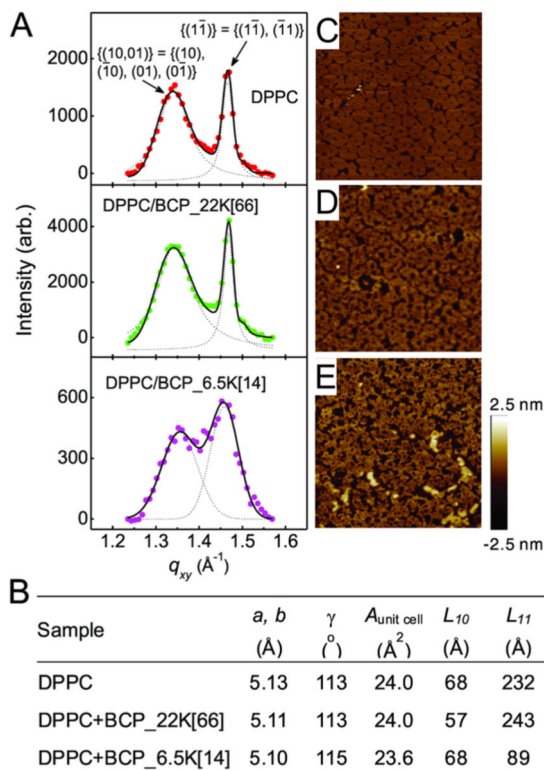 A
C
{(11̅)} = {(11̅), (1̅1)}
{(10,01)} = {(10),
(1̅0), (01), (01̅)}
DPPC
2000
1000
0
D
DPPC/BCP_22K[66]
4000
2000
0
Intensity (arb.)
E
DPPC/BCP_6.5K[14]
600
300
0
2.5 nm
-2.5 nm
1.2 1.3 1.4 1.5 1.6
qxy (Å⁻¹)
B
Sample a, b (Å) γ (°) Aunit cell (Å²) L10 (Å) L11 (Å)
DPPC 5.13 113 24.0 68 232
DPPC+BCP_22K[66] 5.11 113 24.0 57 243
DPPC+BCP_6.5K[14] 5.10 115 23.6 68 89